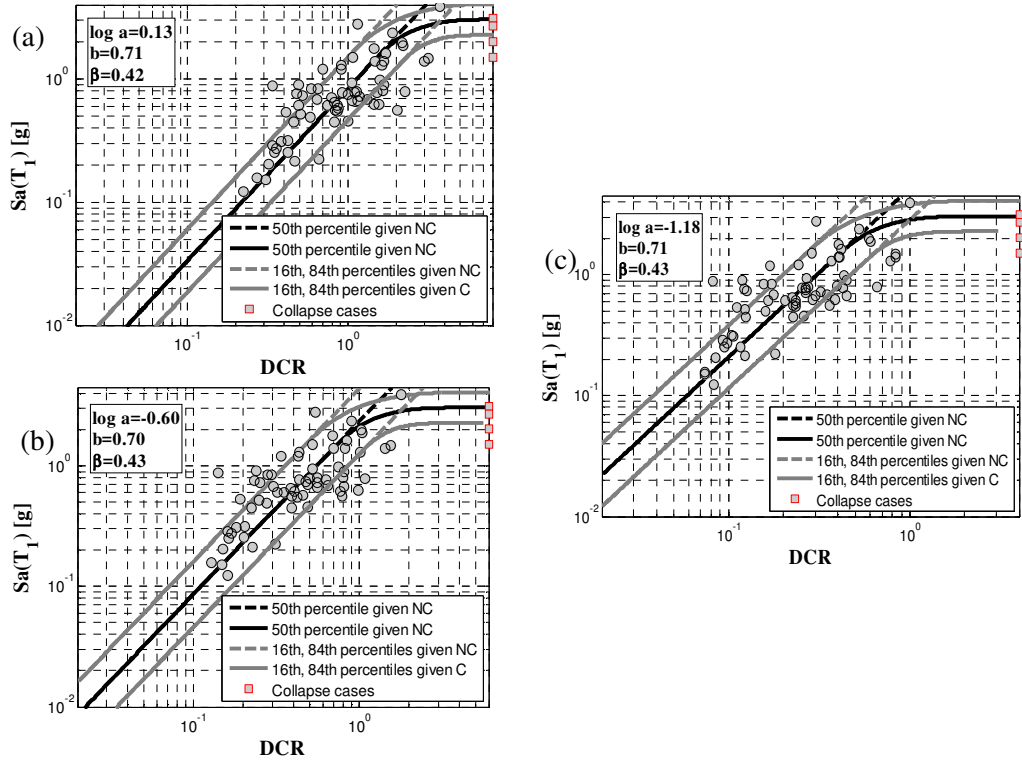 (a)
log a=0.13
b=0.71
β=0.42
Sa(T1) [g]
10^0
10^-1
10^-2
50th percentile given NC
50th percentile given NC
16th, 84th percentiles given NC
16th, 84th percentiles given C
Collapse cases
10^-1
10^0
DCR
(b)
log a=-0.60
b=0.70
β=0.43
Sa(T1) [g]
10^0
10^-1
10^-2
50th percentile given NC
50th percentile given NC
16th, 84th percentiles given NC
16th, 84th percentiles given C
Collapse cases
10^-1
10^0
DCR
(c)
log a=-1.18
b=0.71
β=0.43
Sa(T1) [g]
10^0
10^-1
10^-2
50th percentile given NC
50th percentile given NC
16th, 84th percentiles given NC
16th, 84th percentiles given C
Collapse cases
10^-1
10^0
DCR